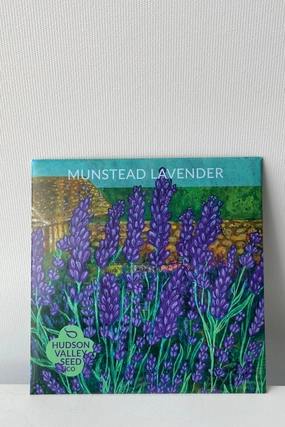 MUNSTEAD LAVENDER
HUDSON
VALLEY
SEED
CO